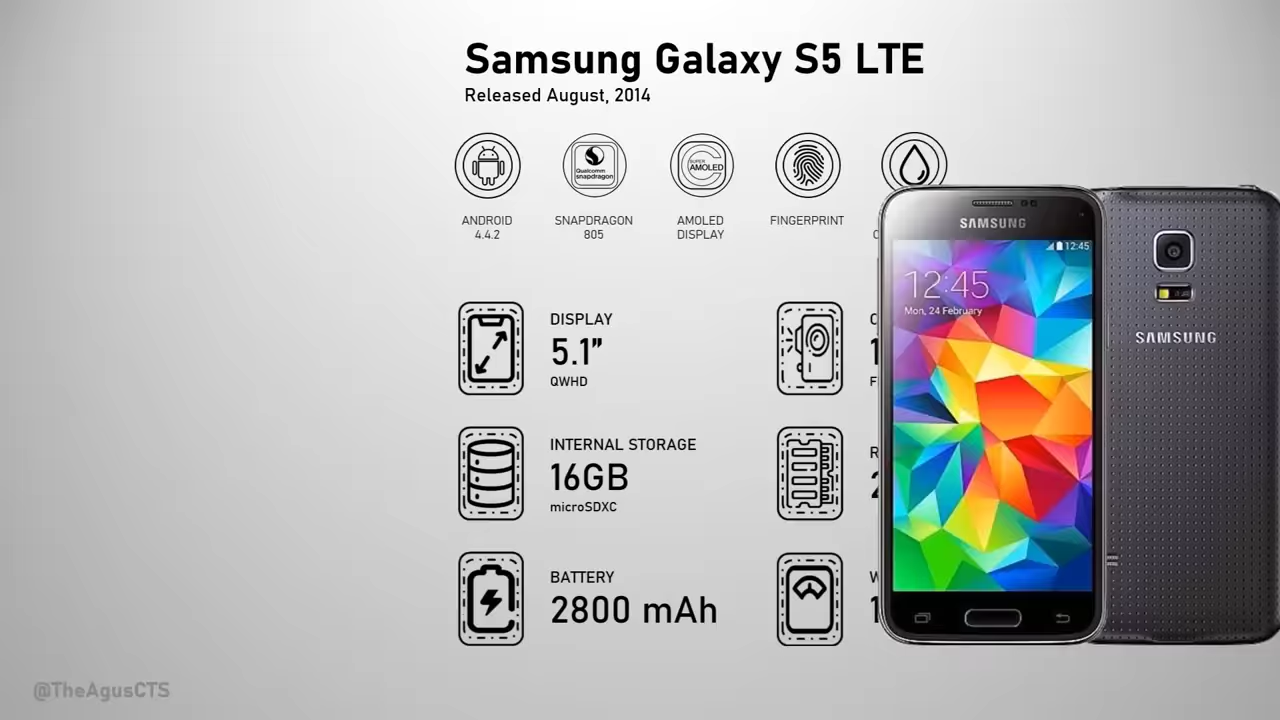 Samsung Galaxy S5 LTE
Released August, 2014
Qualcomm
snapdragon
SUPER
AMOLED
ANDROID
4.4.2
SNAPDRAGON
805
AMOLED
DISPLAY
FINGERPRINT
SAMSUNG
12:45
12:45
Mon, 24 February
SAMSUNG
DISPLAY
5.1”
QWHD
INTERNAL STORAGE
16GB
microSDXC
BATTERY
2800 mAh
@TheAgusCTS